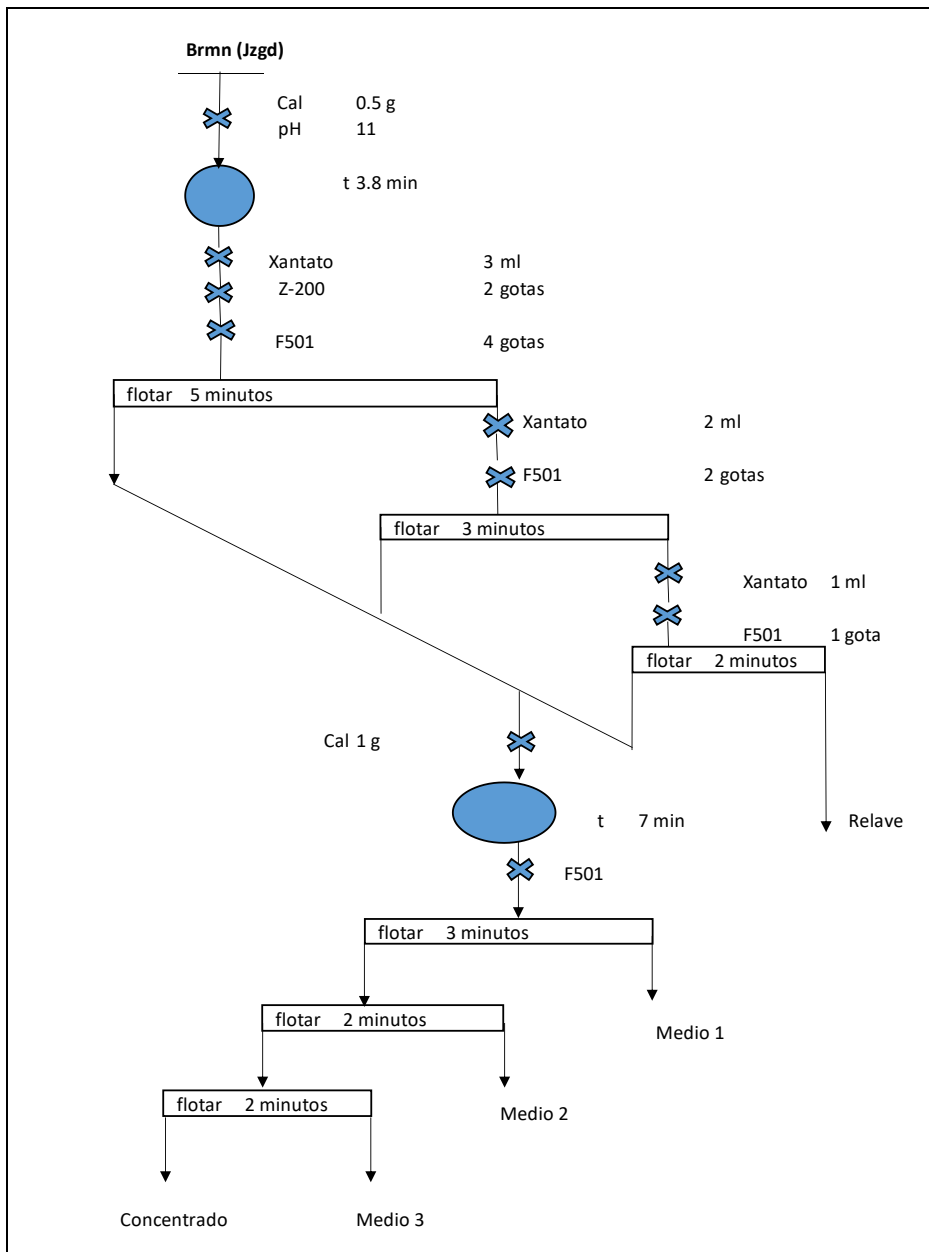 Brmn (Jzgd)
Cal 0.5 g
pH 11
t 3.8 min
Xantato 3 ml
Z-200 2 gotas
F501 4 gotas
flotar 5 minutos
Xantato 2 ml
F501 2 gotas
flotar 3 minutos
Xantato 1 ml
F501 1 gota
flotar 2 minutos
Cal 1 g
t 7 min
Relave
F501
flotar 3 minutos
flotar 2 minutos
Medio 1
flotar 2 minutos
Medio 2
Concentrado Medio 3